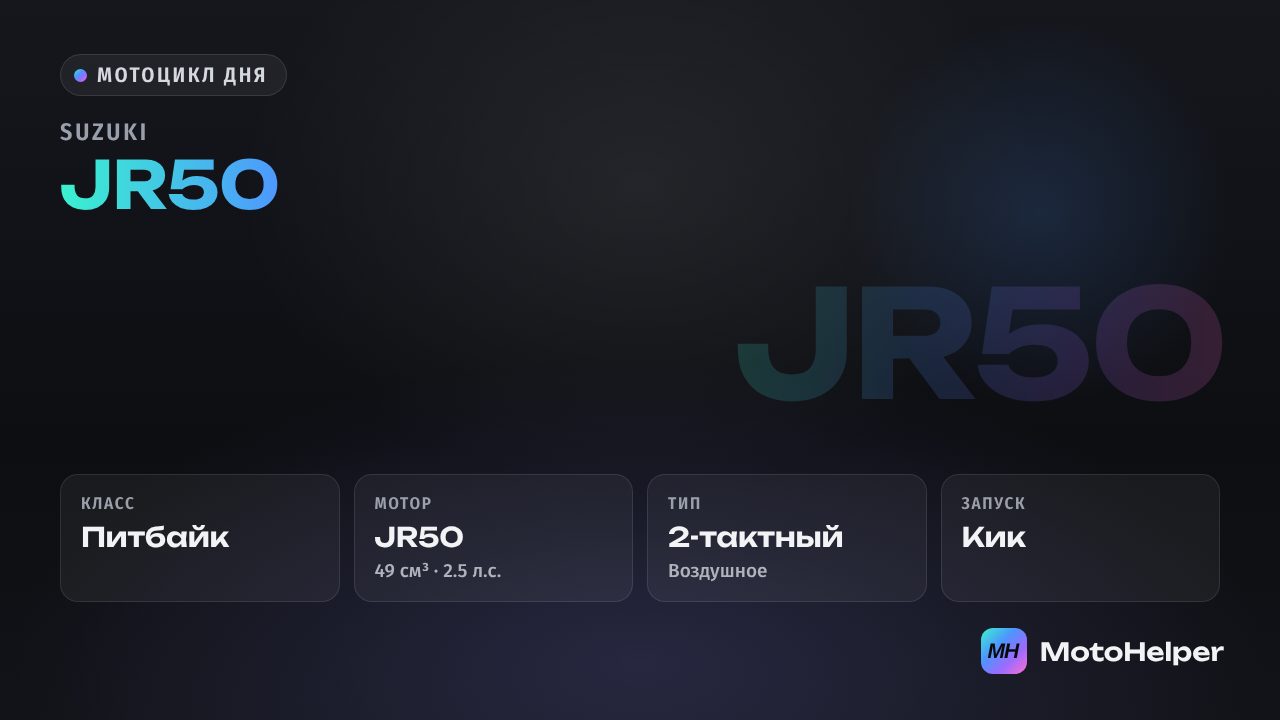 МОТОЦИКЛ ДНЯ
SUZUKI
JR50
JR50
КЛАСС
Питбайк
МОТОР
JR50
49 см³ · 2.5 л.с.
ТИП
2-тактный
Воздушное
ЗАПУСК
Кик
MH MotoHelper